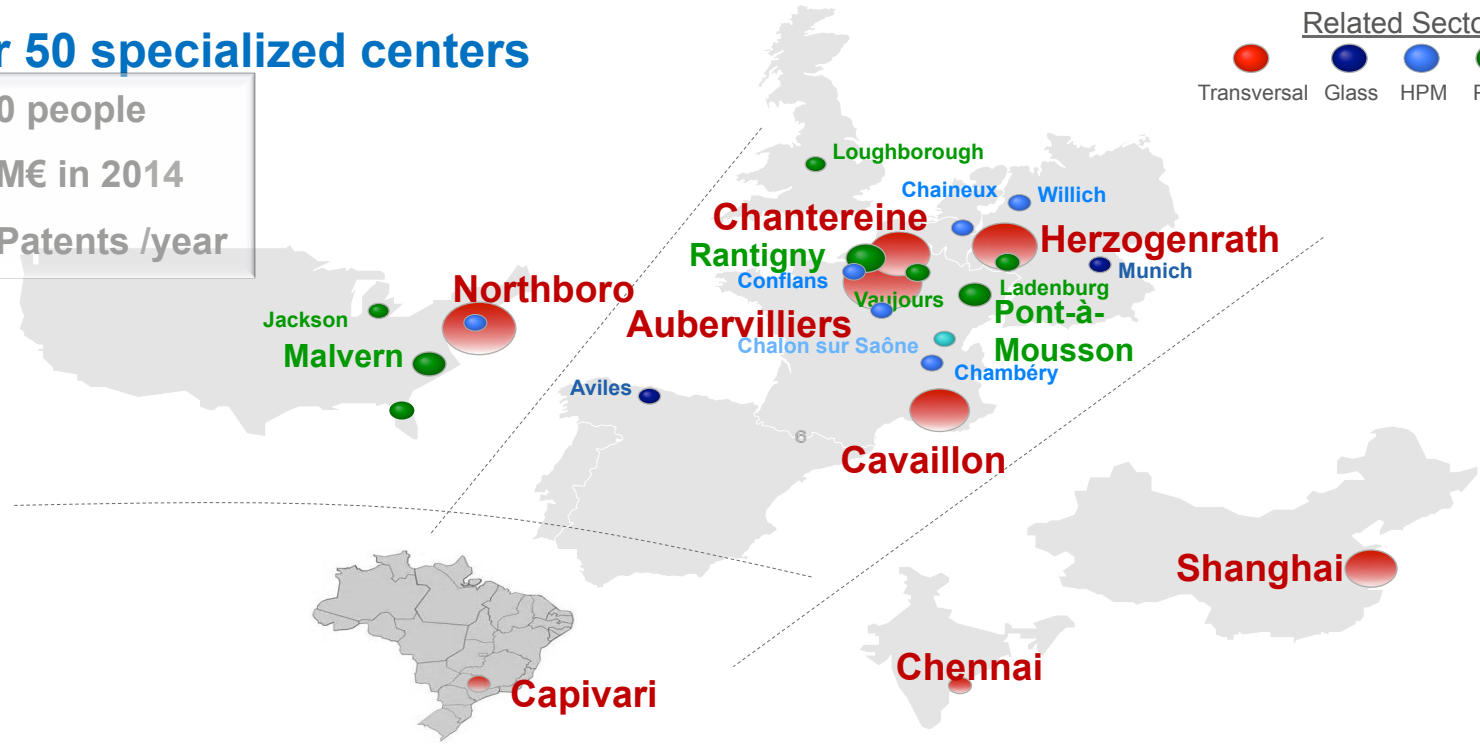 r 50 specialized centers
0 people
M€ in 2014
Patents /year
Related Secto
Transversal Glass HPM P
Loughborough
Chaineux
Willich
Chantereine
Herzogenrath
Rantigny
Munich
Conflans
Ladenburg
Vaujours
Northboro
Pont-à-
Mousson
Jackson
Aubervilliers
Malvern
Chalon sur Saône
Chambéry
Aviles
6
Cavaillon
Shanghai
Chennai
Capivari